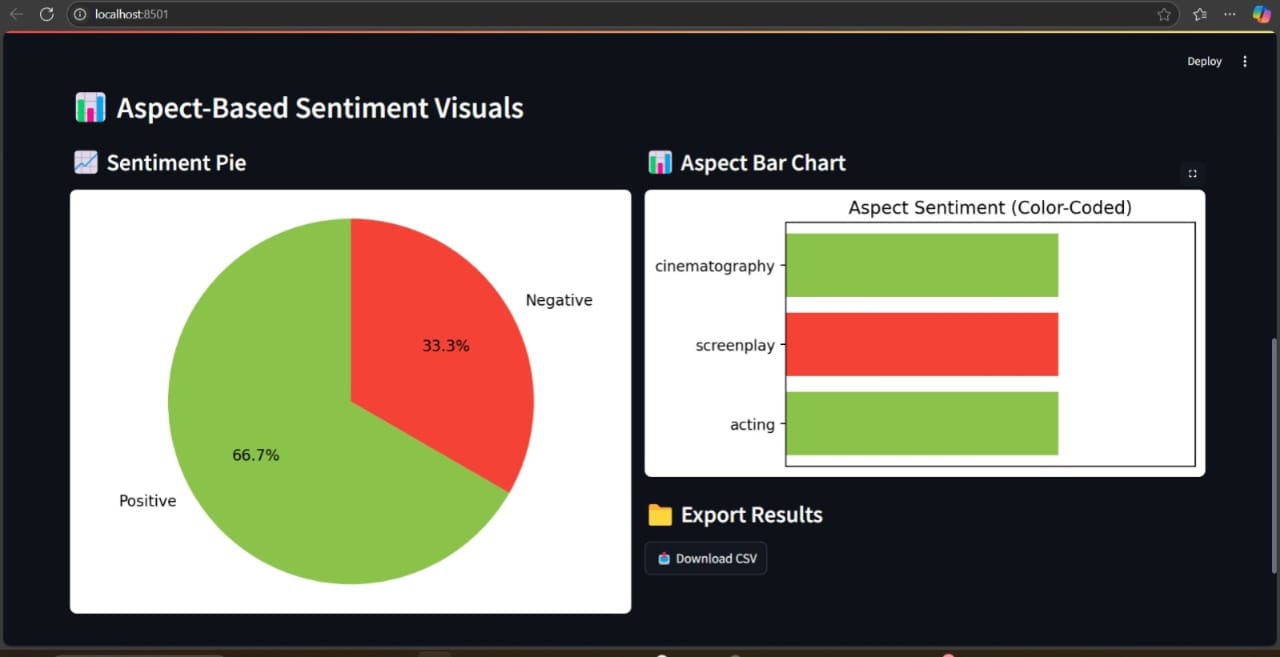 localhost:8501
Deploy
Aspect-Based Sentiment Visuals
Sentiment Pie
Negative
33.3%
66.7%
Positive
Aspect Bar Chart
Aspect Sentiment (Color-Coded)
cinematography
screenplay
acting
Export Results
Download CSV